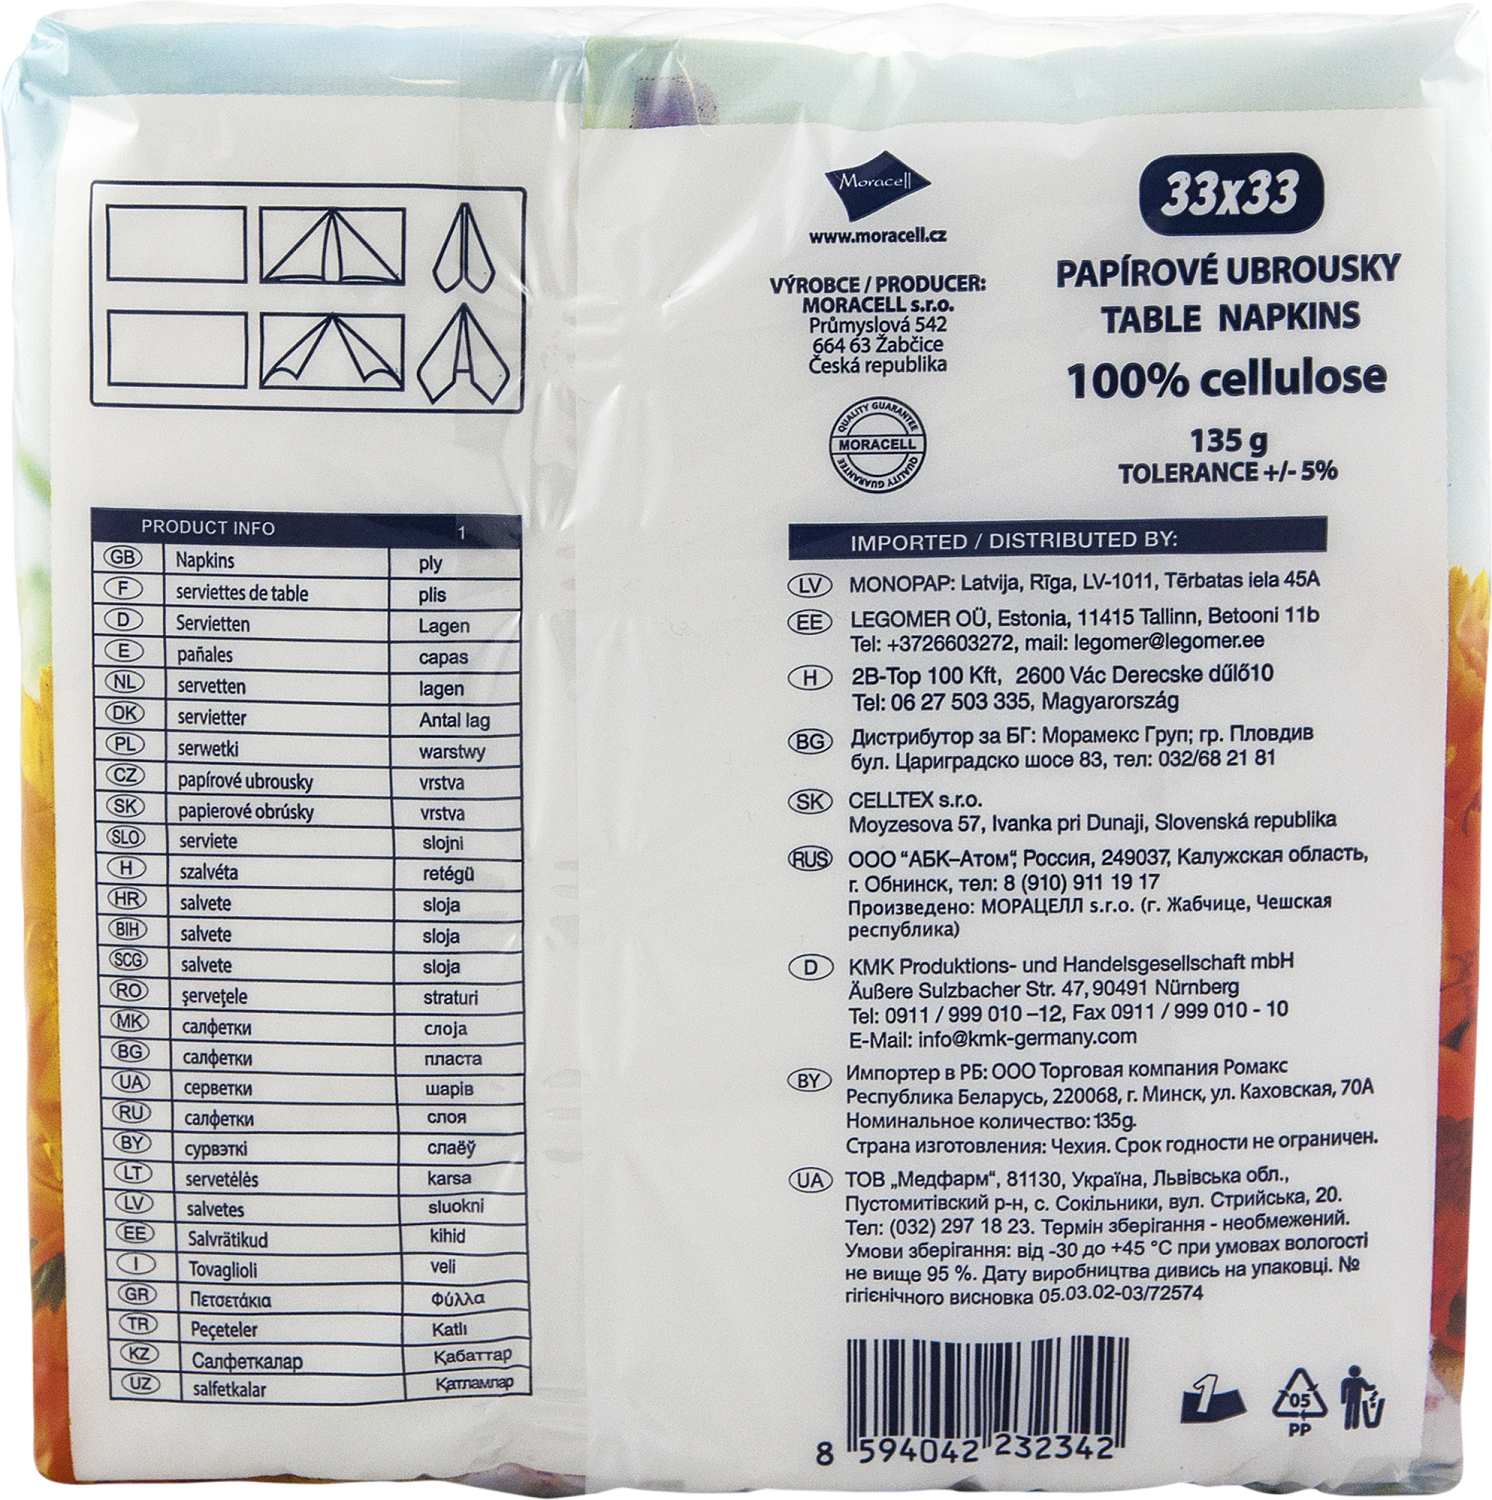 PRODUCT INFO 1
GB Napkins ply
F serviettes de table plis
D Servietten Lagen
E pañales capas
NL servetten lagen
DK servietter Antal lag
PL serwetki warstwy
CZ papírové ubrousky vrstva
SK papierové obrúsky vrstva
SLO serviete slojni
H szalvéta retégü
HR salvete sloja
BIH salvete sloja
SCG salvete sloja
RO şerveţele straturi
MK салфетки слоја
BG салфетки пласта
UA серветки шарів
RU салфетки слоя
BY сурвэткі слаёў
LT servetėlės karsa
LV salvetes sluokni
EE Salvrätikud kihid
I Tovaglioli veli
GR Πετσετάκια Φύλλα
TR Peçeteler Katlı
KZ Салфеткалар Қабаттар
UZ salfetkalar Қатламлар
Moracell
www.moracell.cz
VÝROBCE / PRODUCER:
MORACELL s.r.o.
Průmyslová 542
664 63 Žabčice
Česká republika
QUALITY GUARANTEE
MORACELL
QUALITY GUARANTEE
33x33
PAPÍROVÉ UBROUSKY
TABLE NAPKINS
100% cellulose
135 g
TOLERANCE +/- 5%
IMPORTED / DISTRIBUTED BY:
LV MONOPAP: Latvija, Rīga, LV-1011, Tērbatas iela 45A
EE LEGOMER OÜ, Estonia, 11415 Tallinn, Betooni 11b
Tel: +3726603272, mail: legomer@legomer.ee
H 2B-Top 100 Kft, 2600 Vác Derecske dűlő10
Tel: 06 27 503 335, Magyarország
BG Дистрибутор за БГ: Морамекс Груп; гр. Пловдив
бул. Цариградско шосе 83, тел: 032/68 21 81
SK CELLTEX s.r.o.
Moyzesova 57, Ivanka pri Dunaji, Slovenská republika
RUS ООО “АБК–Атом“, Россия, 249037, Калужская область,
г. Обнинск, тел: 8 (910) 911 19 17
Произведено: МОРАЦЕЛЛ s.r.o. (г. Жабчице, Чешская
республика)
D KMK Produktions- und Handelsgesellschaft mbH
Äußere Sulzbacher Str. 47, 90491 Nürnberg
Tel: 0911 / 999 010 –12, Fax 0911 / 999 010 - 10
E-Mail: info@kmk-germany.com
BY Импортер в РБ: ООО Торговая компания Ромакс
Республика Беларусь, 220068, г. Минск, ул. Каховская, 70А
Номинальное количество: 135g.
Страна изготовления: Чехия. Срок годности не ограничен.
UA ТОВ „Медфарм“, 81130, Україна, Львівська обл.,
Пустомитівский р-н, с. Сокільники, вул. Стрийська, 20.
Тел: (032) 297 18 23. Термін зберігання - необмежений.
Умови зберігання: від -30 до +45 °C при умовах вологості
не вище 95 %. Дату виробництва дивись на упаковці. №
гігієнічного висновка 05.03.02-03/72574
8 594042 232342
1
05
PP